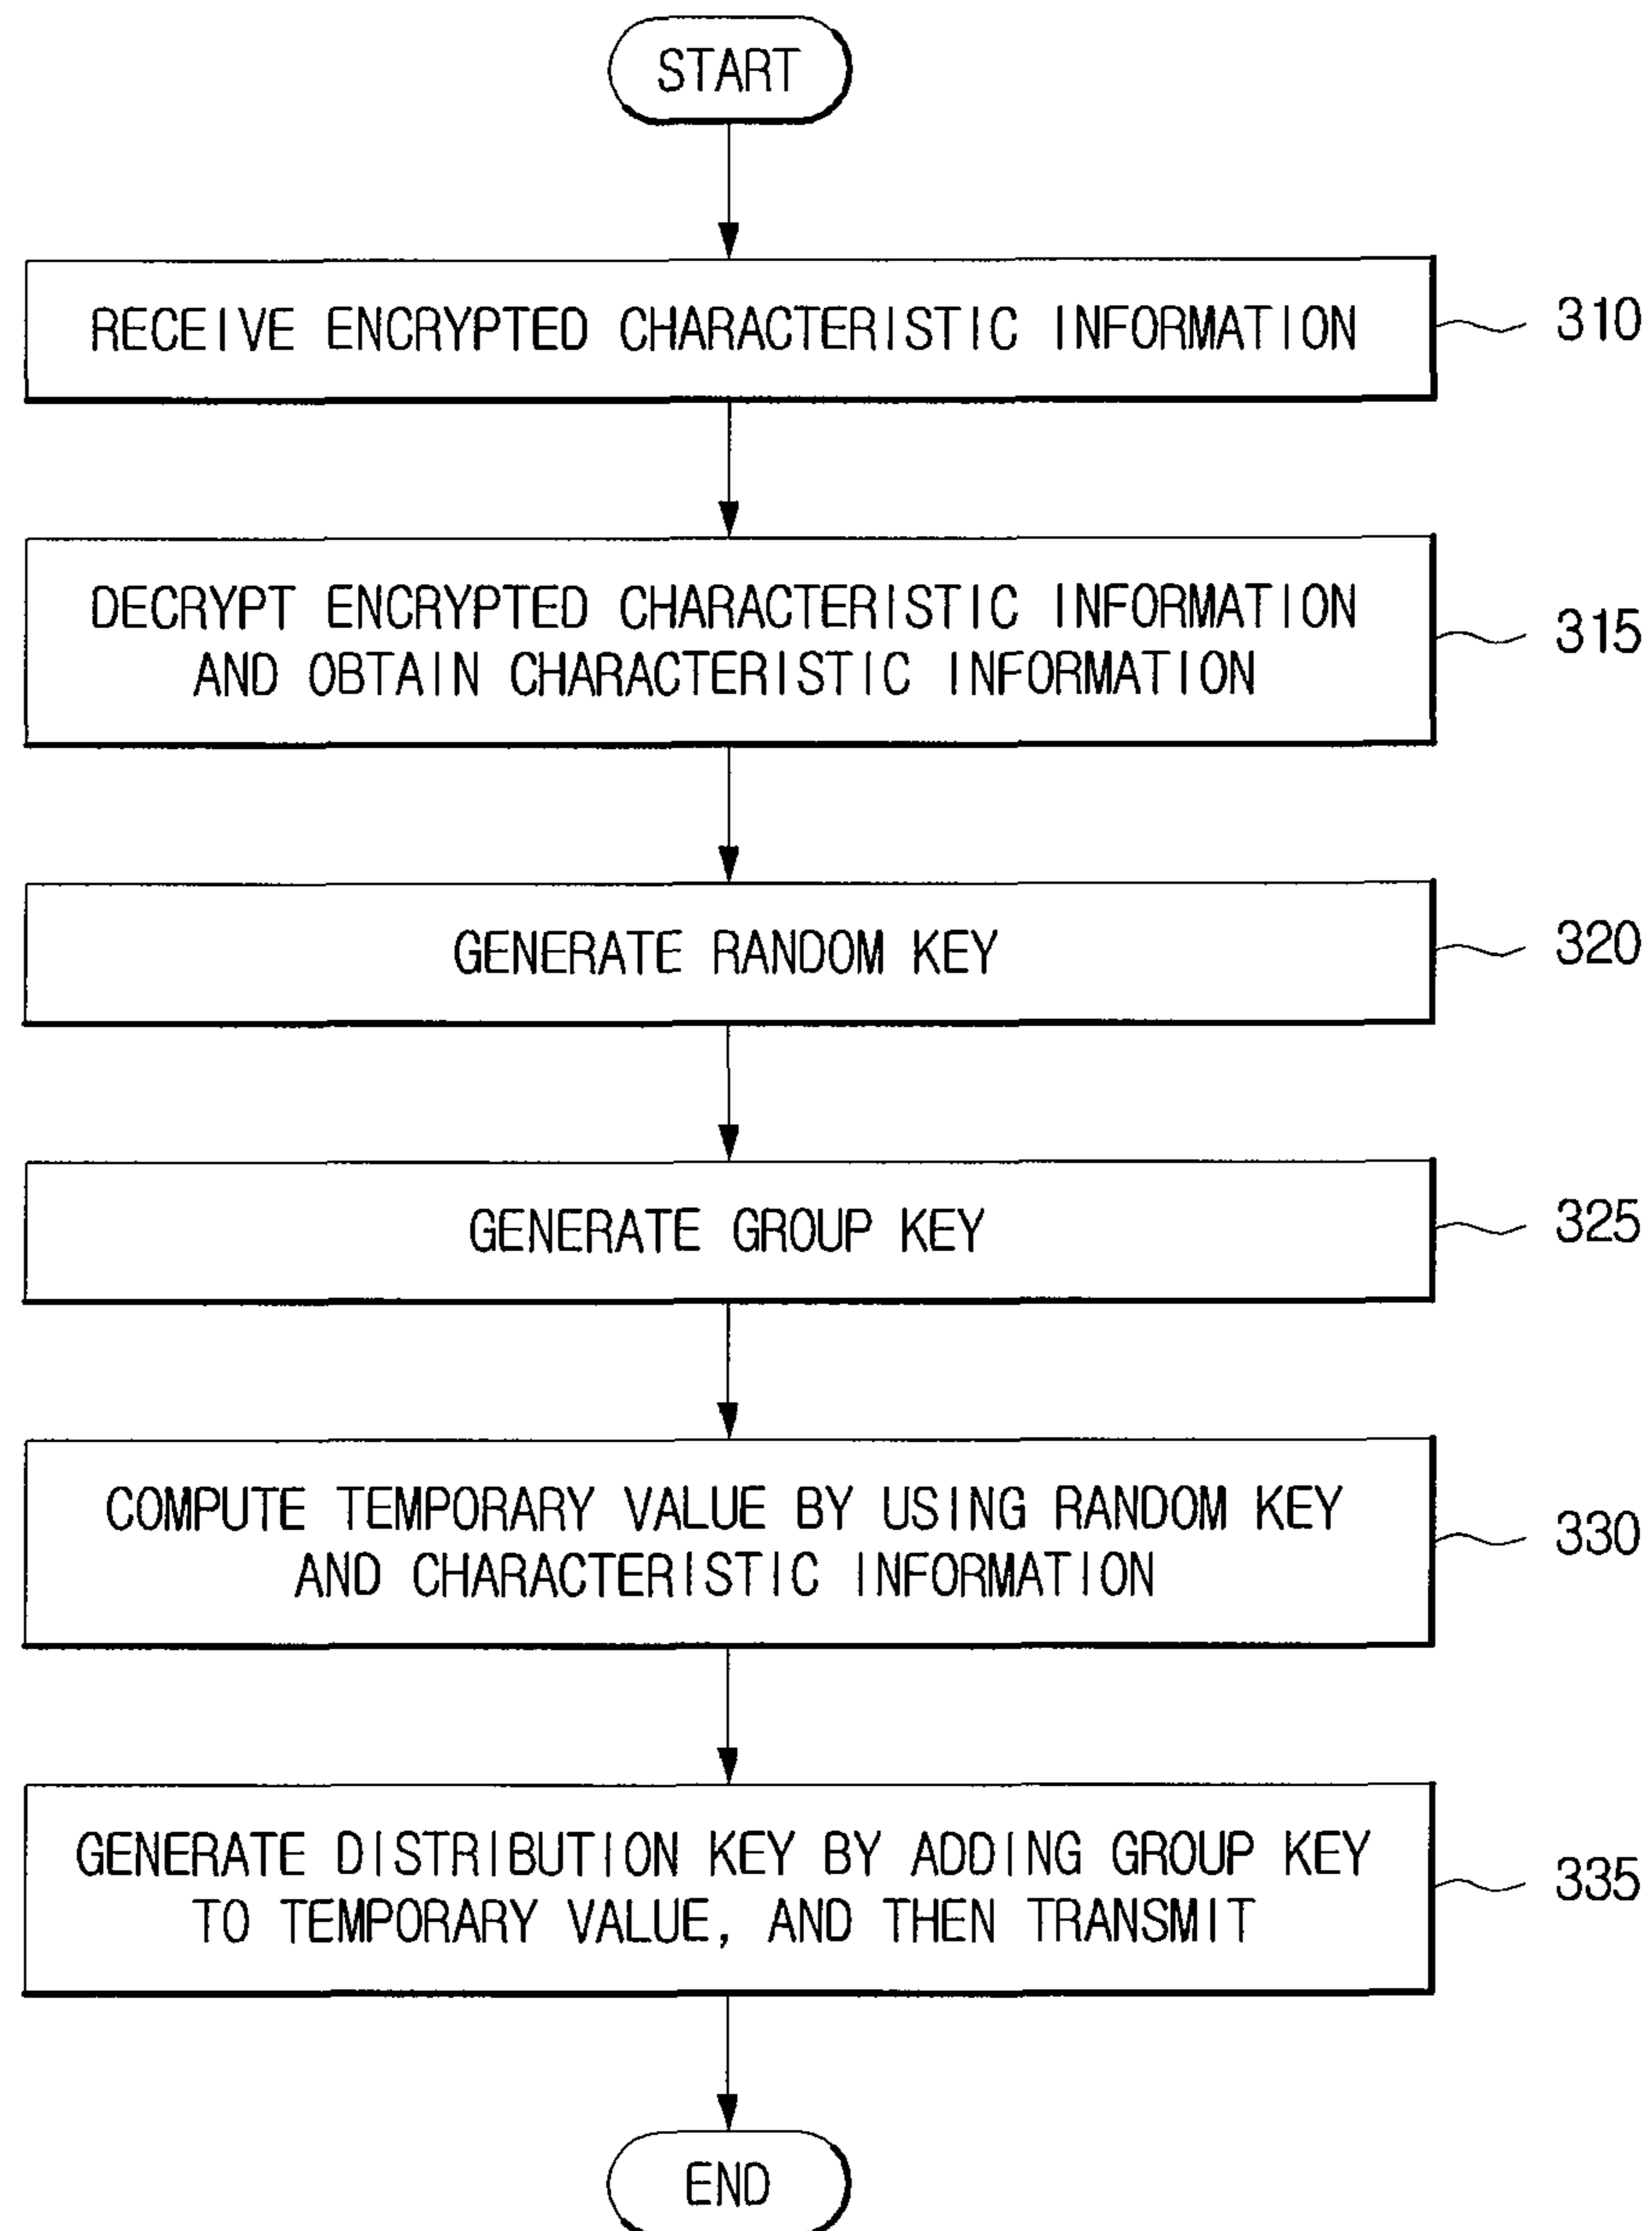 START
RECEIVE ENCRYPTED CHARACTERISTIC INFORMATION
310
DECRYPT ENCRYPTED CHARACTERISTIC INFORMATION
AND OBTAIN CHARACTERISTIC INFORMATION
315
GENERATE RANDOM KEY
320
GENERATE GROUP KEY
325
COMPUTE TEMPORARY VALUE BY USING RANDOM KEY
AND CHARACTERISTIC INFORMATION
330
GENERATE DISTRIBUTION KEY BY ADDING GROUP KEY
TO TEMPORARY VALUE, AND THEN TRANSMIT
335
END